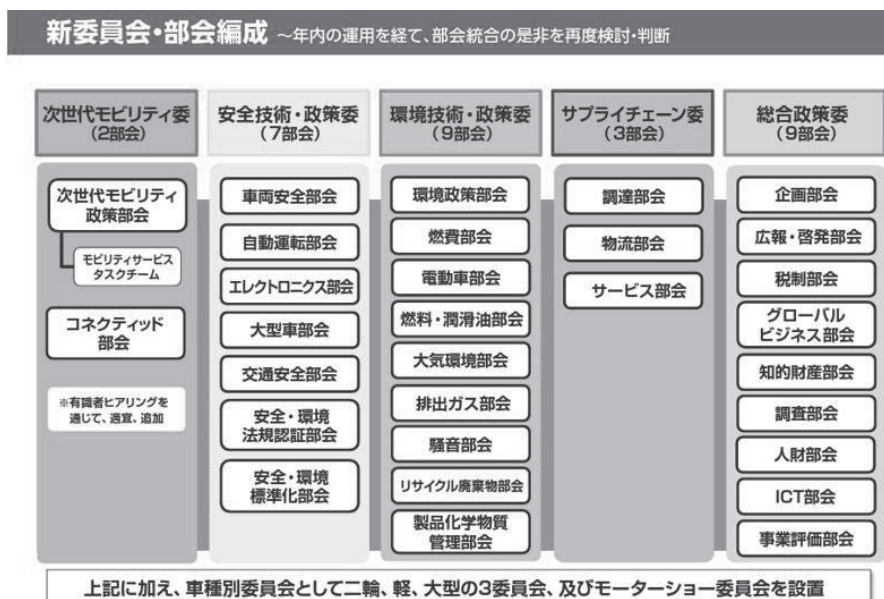 新委員会・部会編成 ～年内の運用を経て、部会統合の是非を再度検討・判断
次世代モビリティ委
(2部会)
次世代モビリティ
政策部会
モビリティサービス
タスクチーム
コネクティッド
部会
※有識者ヒアリングを
通じて、適宜、追加
安全技術・政策委
(7部会)
車両安全部会
自動運転部会
エレクトロニクス部会
大型車部会
交通安全部会
安全・環境
法規認証部会
安全・環境
標準化部会
環境技術・政策委
(9部会)
環境政策部会
燃費部会
電動車部会
燃料・潤滑油部会
大気環境部会
排出ガス部会
騒音部会
リサイクル廃棄物部会
製品化学物質
管理部会
サプライチェーン委
(3部会)
調達部会
物流部会
サービス部会
総合政策委
(9部会)
企画部会
広報・啓発部会
税制部会
グローバル
ビジネス部会
知的財産部会
調査部会
人財部会
ICT部会
事業評価部会
上記に加え、車種別委員会として二輪、軽、大型の3委員会、及びモーターショー委員会を設置